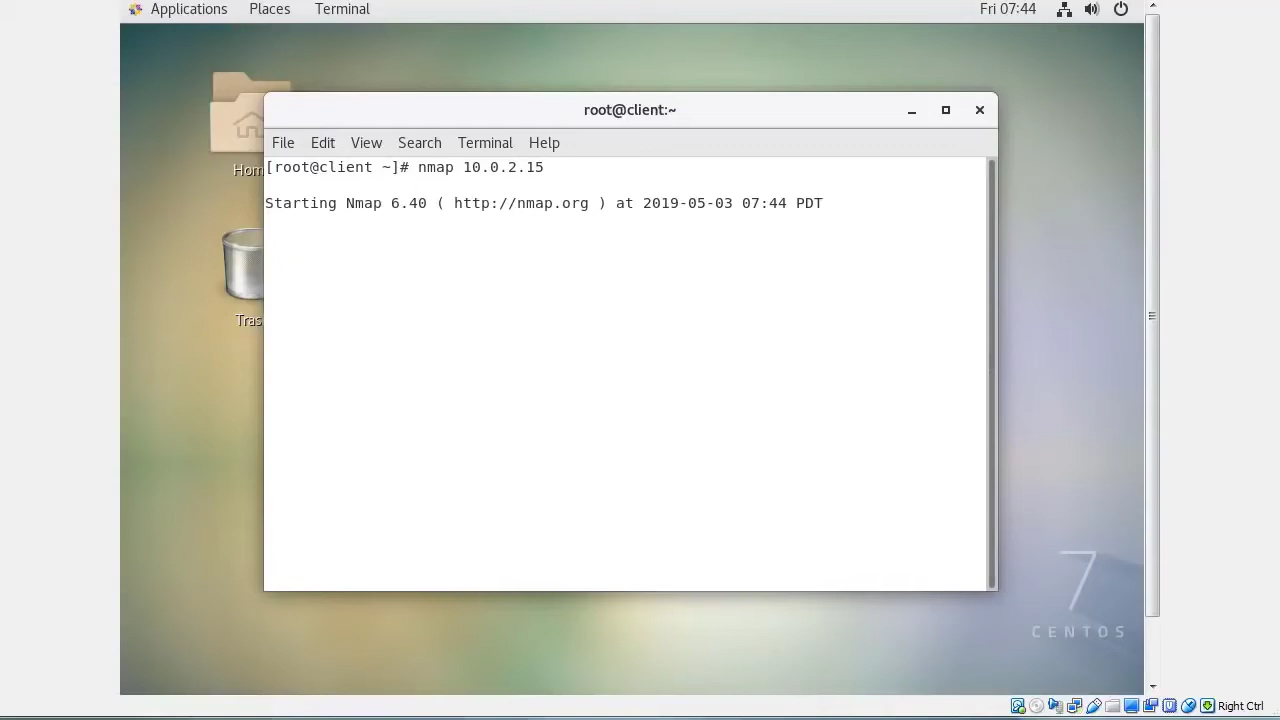 Applications Places Terminal Fri 07:44
root@client:~
File Edit View Search Terminal Help
[root@client ~]# nmap 10.0.2.15
Starting Nmap 6.40 ( http://nmap.org ) at 2019-05-03 07:44 PDT
Hom
Tras
7
CENTOS
Right Ctrl